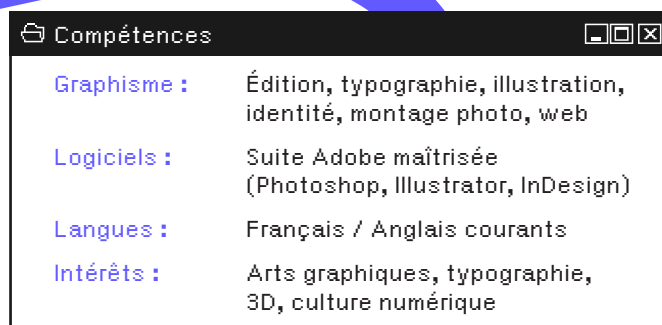 Compétences
Graphisme : Édition, typographie, illustration,
identité, montage photo, web
Logiciels : Suite Adobe maîtrisée
(Photoshop, Illustrator, InDesign)
Langues : Français / Anglais courants
Intérêts : Arts graphiques, typographie,
3D, culture numérique